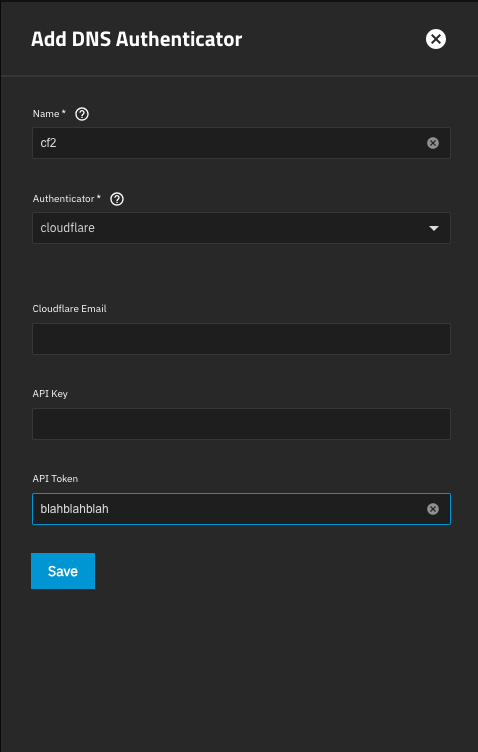 Add DNS Authenticator
Name *
cf2
Authenticator *
cloudflare
Cloudflare Email
API Key
API Token
blahblahblah
Save